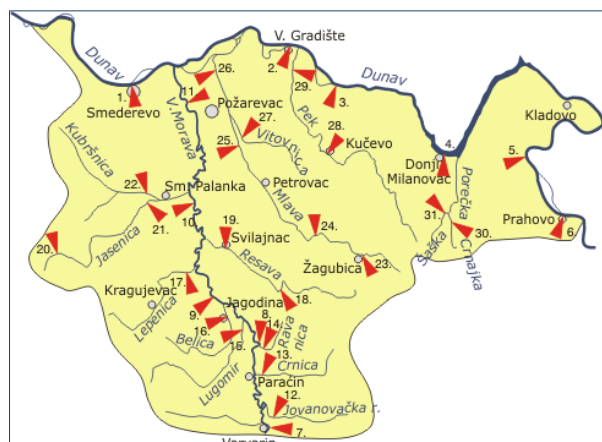 V. Gradište
Dunav
26.
2.
29.
1.
11
3.
Dunav
Smederevo
V.Morava
Požarevac
Kladovo
27.
Pek
28.
Kubršnica
25.
Vitovnica
Kučevo
4.
5.
Donji
Milanovac
22.
Sm. Palanka
Petrovac
Mlava
Porečka
31.
Prahovo
6.
21.
10.
19.
24.
30.
20.
Jasenica
Svilajnac
Šaška
Crnajka
Resava
Žagubica
23.
17.
Kragujevac
18.
Lepenica
Jagodina
8.
9.
14.
Ravanica
16.
Belica
15.
13.
Crnica
Lugomir
Paraćin
12.
Jovanovačka r.
7.
Varvarin